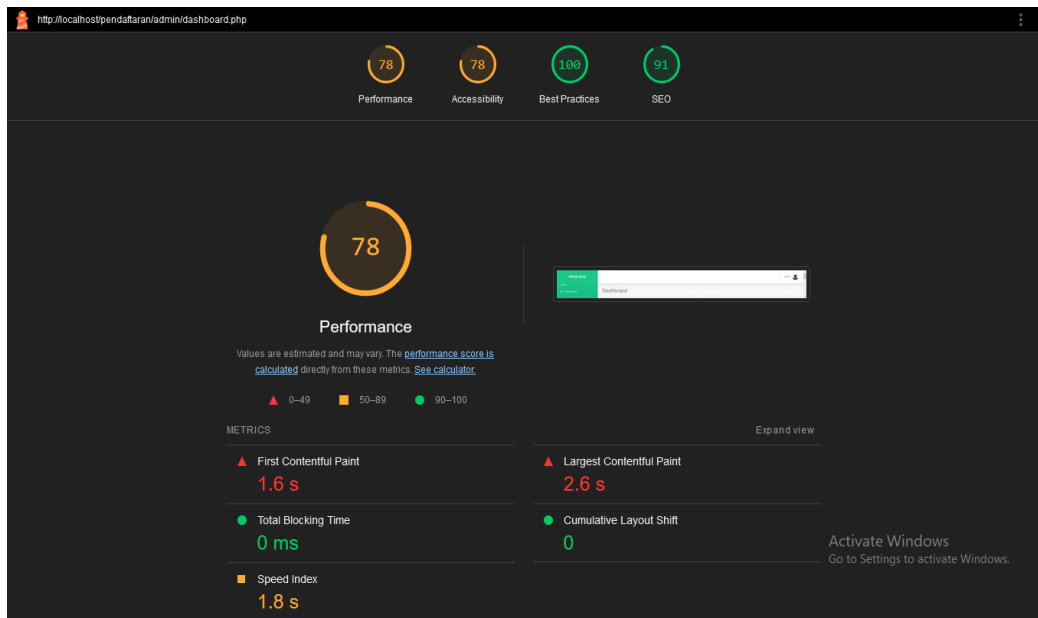 http://localhost/pendaftaran/admin/dashboard.php
78 78 100 91
Performance Accessibility Best Practices SEO
78
Performance
Values are estimated and may vary. The performance score is
calculated directly from these metrics. See calculator.
0–49 50–89 90–100
Dashboard
METRICS Expand view
First Contentful Paint
1.6 s
Largest Contentful Paint
2.6 s
Total Blocking Time
0 ms
Cumulative Layout Shift
0
Speed Index
1.8 s
Activate Windows
Go to Settings to activate Windows.